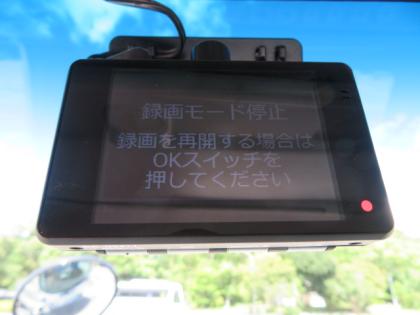 録画モード停止
録画を再開する場合は
OKスイッチを
押してください